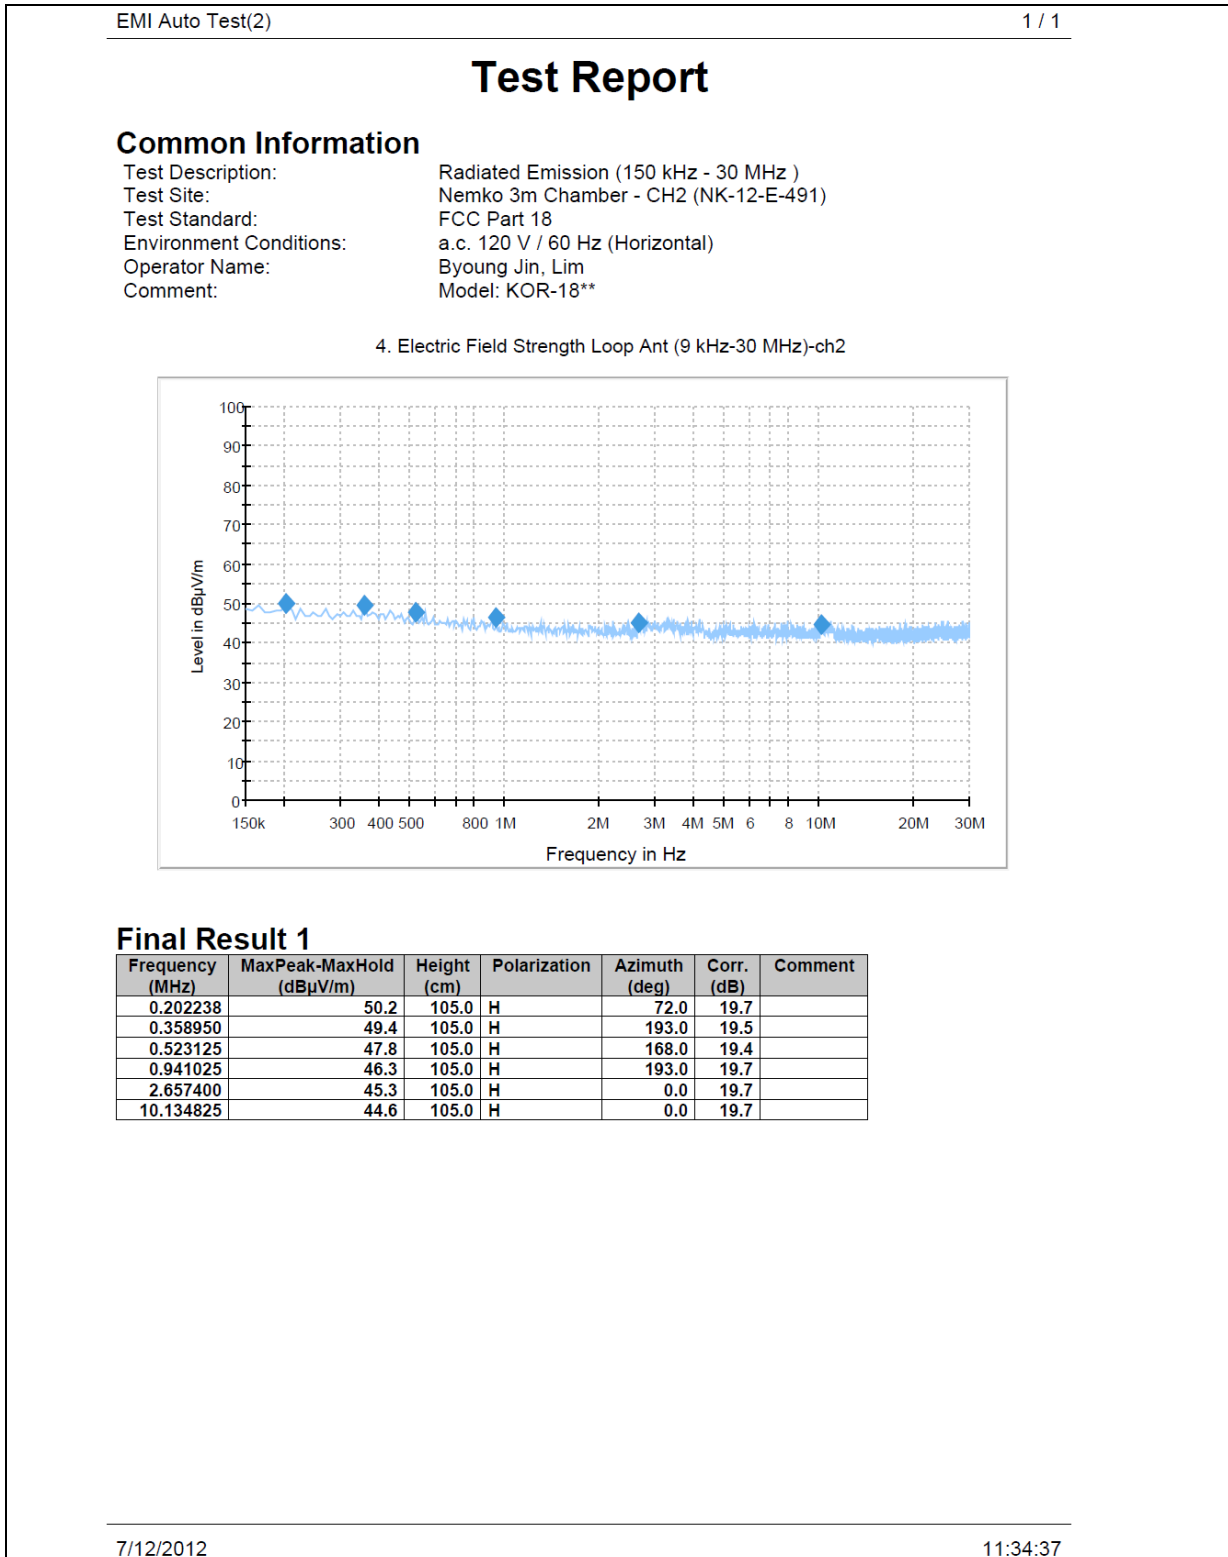 EMI Auto Test(2) 1 / 1
Test Report
Common Information
Test Description: Radiated Emission (150 kHz - 30 MHz )
Test Site: Nemko 3m Chamber - CH2 (NK-12-E-491)
Test Standard: FCC Part 18
Environment Conditions: a.c. 120 V / 60 Hz (Horizontal)
Operator Name: Byoung Jin, Lim
Comment: Model: KOR-18**
4. Electric Field Strength Loop Ant (9 kHz-30 MHz)-ch2
100
90
80
70
60
50
40
30
20
10
0
Level in dBµV/m
150k 300 400 500 800 1M 2M 3M 4M 5M 6 8 10M 20M 30M
Frequency in Hz
Final Result 1
Frequency MaxPeak-MaxHold Height Polarization Azimuth Corr. Comment
(MHz) (dBµV/m) (cm) (deg) (dB)
0.202238 50.2 105.0 H 72.0 19.7
0.358950 49.4 105.0 H 193.0 19.5
0.523125 47.8 105.0 H 168.0 19.4
0.941025 46.3 105.0 H 193.0 19.7
2.657400 45.3 105.0 H 0.0 19.7
10.134825 44.6 105.0 H 0.0 19.7
7/12/2012 11:34:37